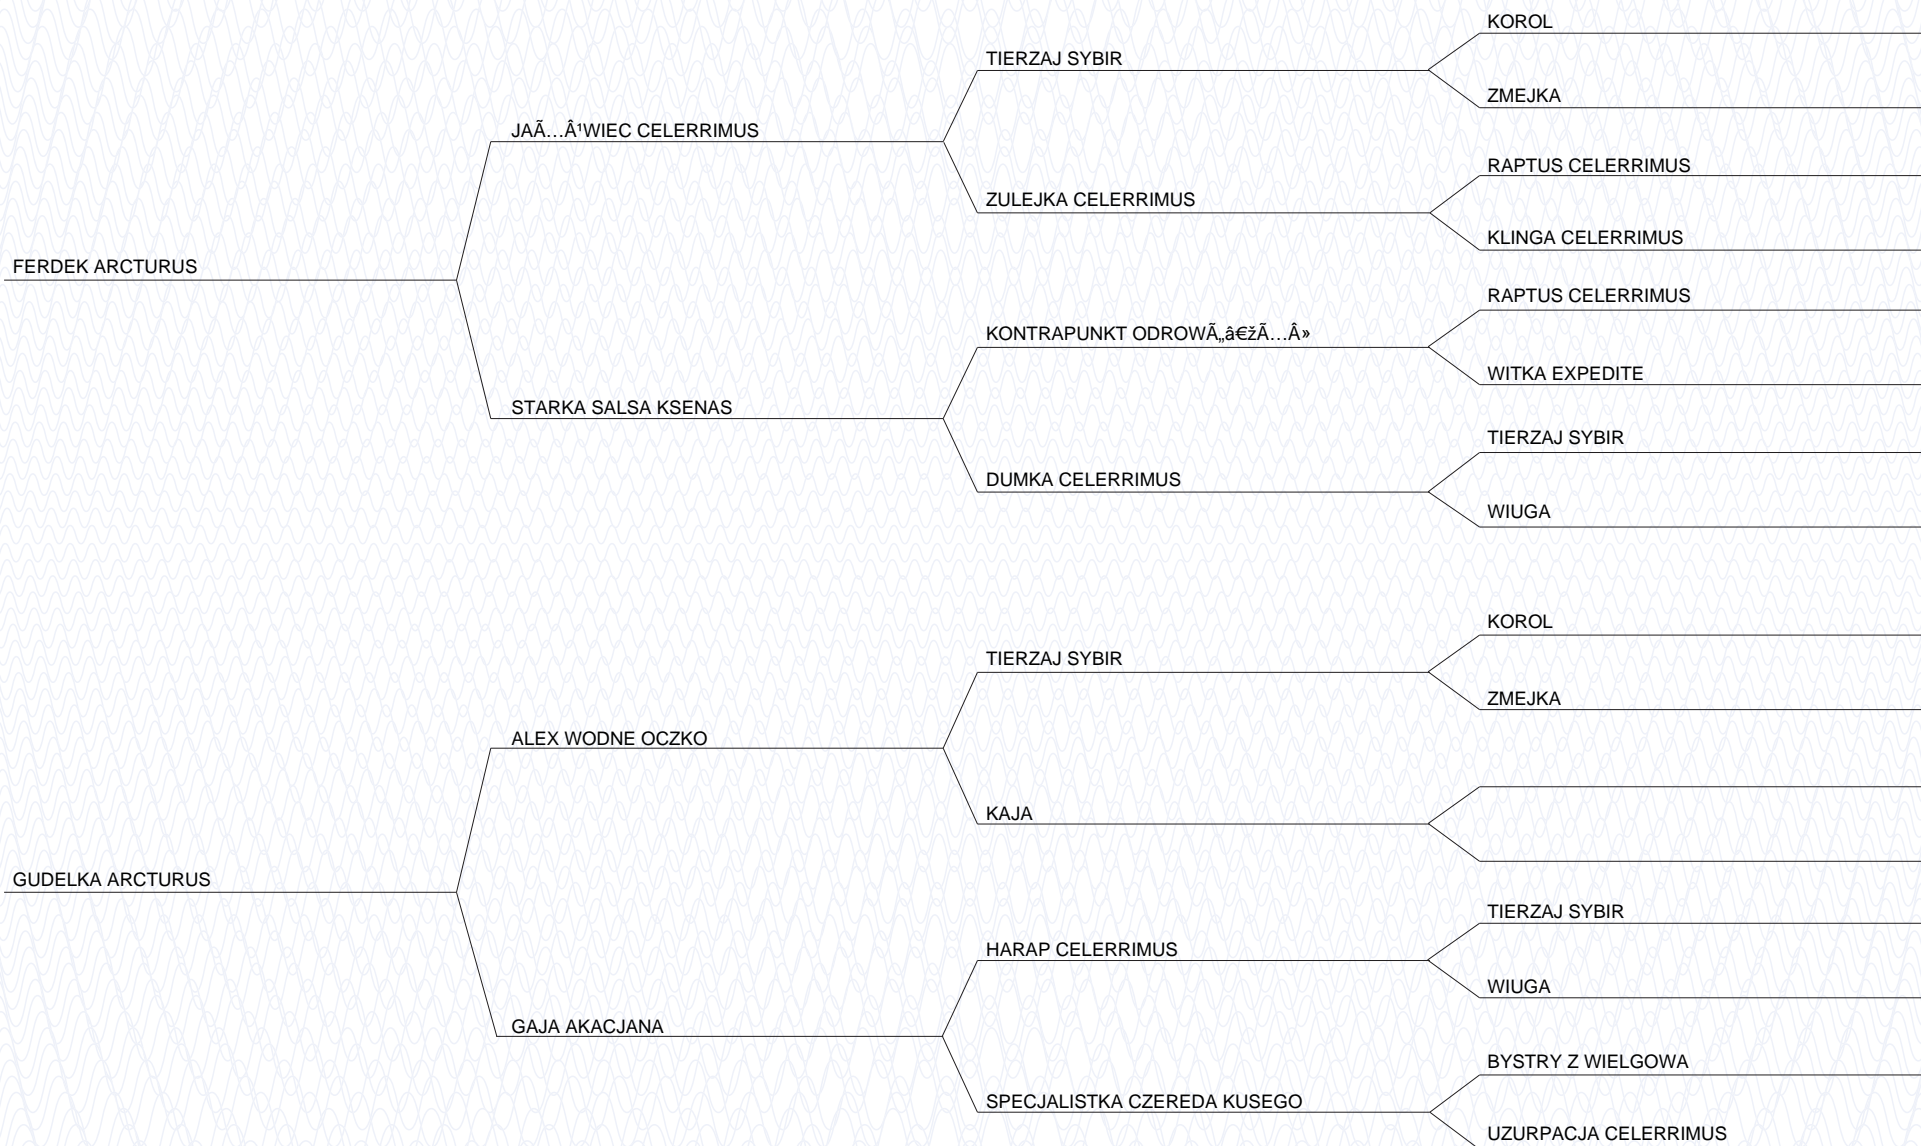 KOROL
TIERZAJ SYBIR
ZMEJKA
JAÃ…Â¹WIEC CELERRIMUS
RAPTUS CELERRIMUS
ZULEJKA CELERRIMUS
KLINGA CELERRIMUS
FERDEK ARCTURUS
RAPTUS CELERRIMUS
KONTRAPUNKT ODROWÃ„â€žÃ…Â»
WITKA EXPEDITE
STARKA SALSA KSENAS
TIERZAJ SYBIR
DUMKA CELERRIMUS
WIUGA
KOROL
TIERZAJ SYBIR
ZMEJKA
ALEX WODNE OCZKO
KAJA
GUDELKA ARCTURUS
TIERZAJ SYBIR
HARAP CELERRIMUS
WIUGA
GAJA AKACJANA
BYSTRY Z WIELGOWA
SPECJALISTKA CZEREDA KUSEGO
UZURPACJA CELERRIMUS